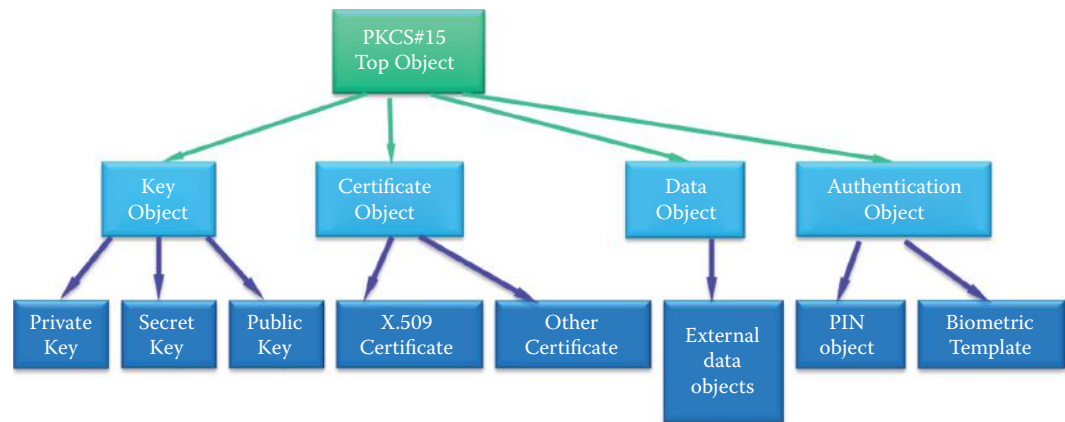 PKCS#15
Top Object
Key
Object
Certificate
Object
Data
Object
Authentication
Object
Private
Key
Secret
Key
Public
Key
X.509
Certificate
Other
Certificate
External
data
objects
PIN
object
Biometric
Template